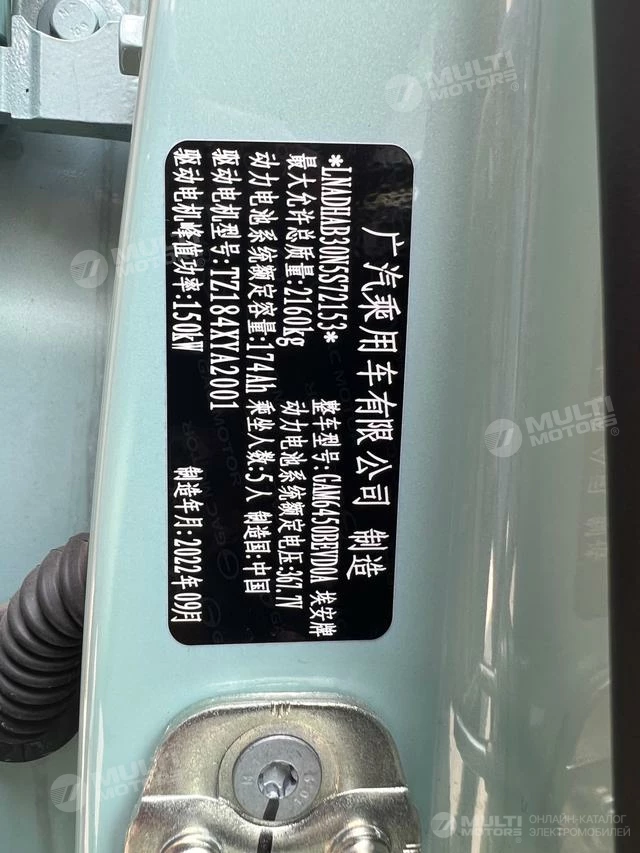 广汽乘用车有限公司 制造
*LNADHAB30N5S72153* 整车型号:GAM6450BEVD0A 埃安牌
最大允许总质量:2160kg 动力电池系统额定电压:367.7V
动力电池系统额定容量:174Ah 乘坐人数:5人 制造国:中国
驱动电机型号:TZ184XYA2001
驱动电机峰值功率:150kW 制造年月:2022年09月
MULTI MOTORS®
MULTI MOTORS®
MULTI MOTORS®
MULTI MOTORS®
MULTI MOTORS ОНЛАЙН-КАТАЛОГ ЭЛЕКТРОМОБИЛЕЙ